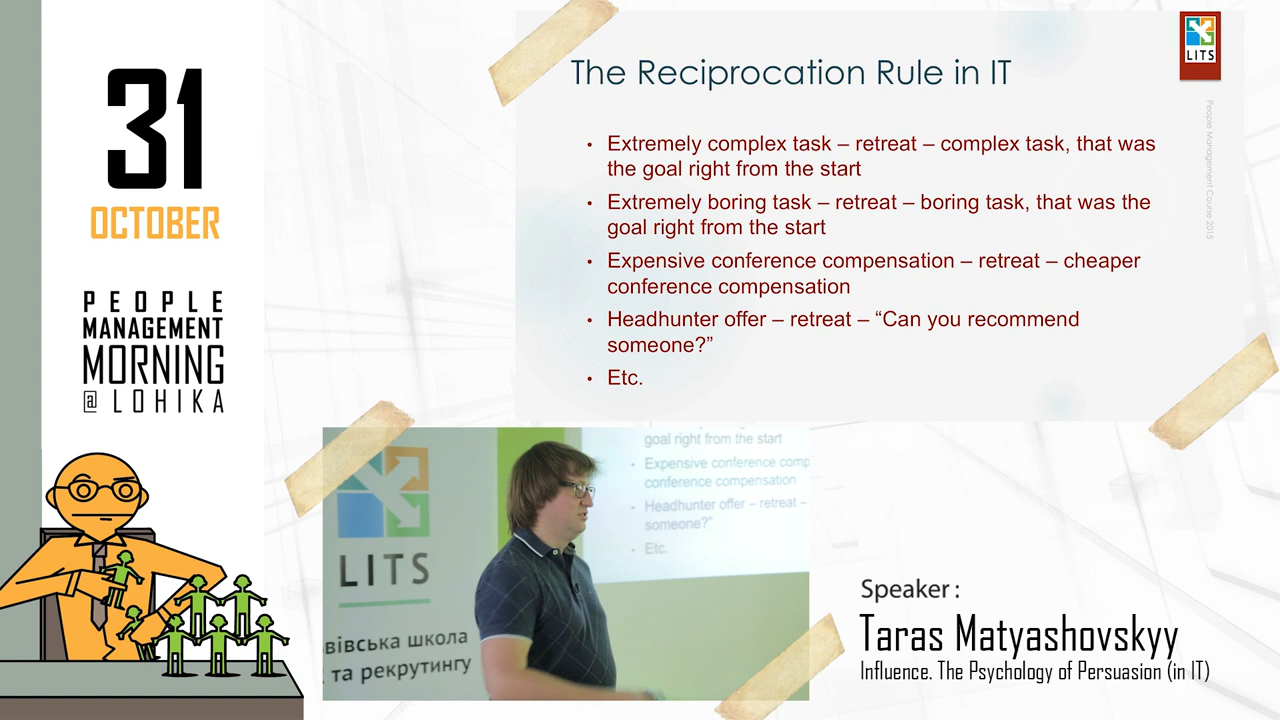 31
OCTOBER
PEOPLE
MANAGEMENT
MORNING
@ LOHIKA
The Reciprocation Rule in IT
LITS
People Management Course 2015
• Extremely complex task – retreat – complex task, that was
the goal right from the start
• Extremely boring task – retreat – boring task, that was the
goal right from the start
• Expensive conference compensation – retreat – cheaper
conference compensation
• Headhunter offer – retreat – “Can you recommend
someone?”
• Etc.
LITS
вівська школа
та рекрутингу
goal right from the start
• Expensive conference comp
conference compensation
• Headhunter offer – retreat –
someone?”
• Etc.
Speaker :
Taras Matyashovskyy
Influence. The Psychology of Persuasion (in IT)